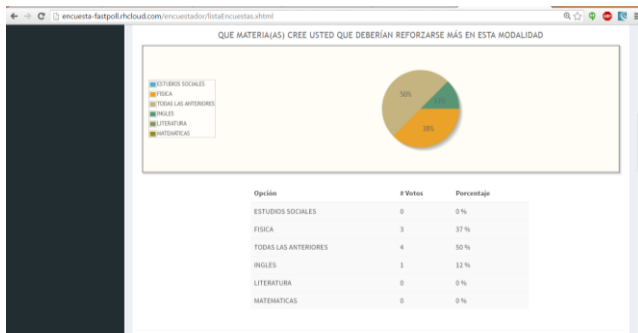 encuesta-fastpoll.rhcloud.com/encuestador/listaEncuestas.xhtml
QUE MATERIA(AS) CREE USTED QUE DEBERÍAN REFORZARSE MÁS EN ESTA MODALIDAD
ESTUDIOS SOCIALES
FISICA
TODAS LAS ANTERIORES
INGLES
LITERATURA
MATEMATICAS
50%
13%
38%
Opción # Votos Porcentaje
ESTUDIOS SOCIALES 0 0 %
FISICA 3 37 %
TODAS LAS ANTERIORES 4 50 %
INGLES 1 12 %
LITERATURA 0 0 %
MATEMATICAS 0 0 %